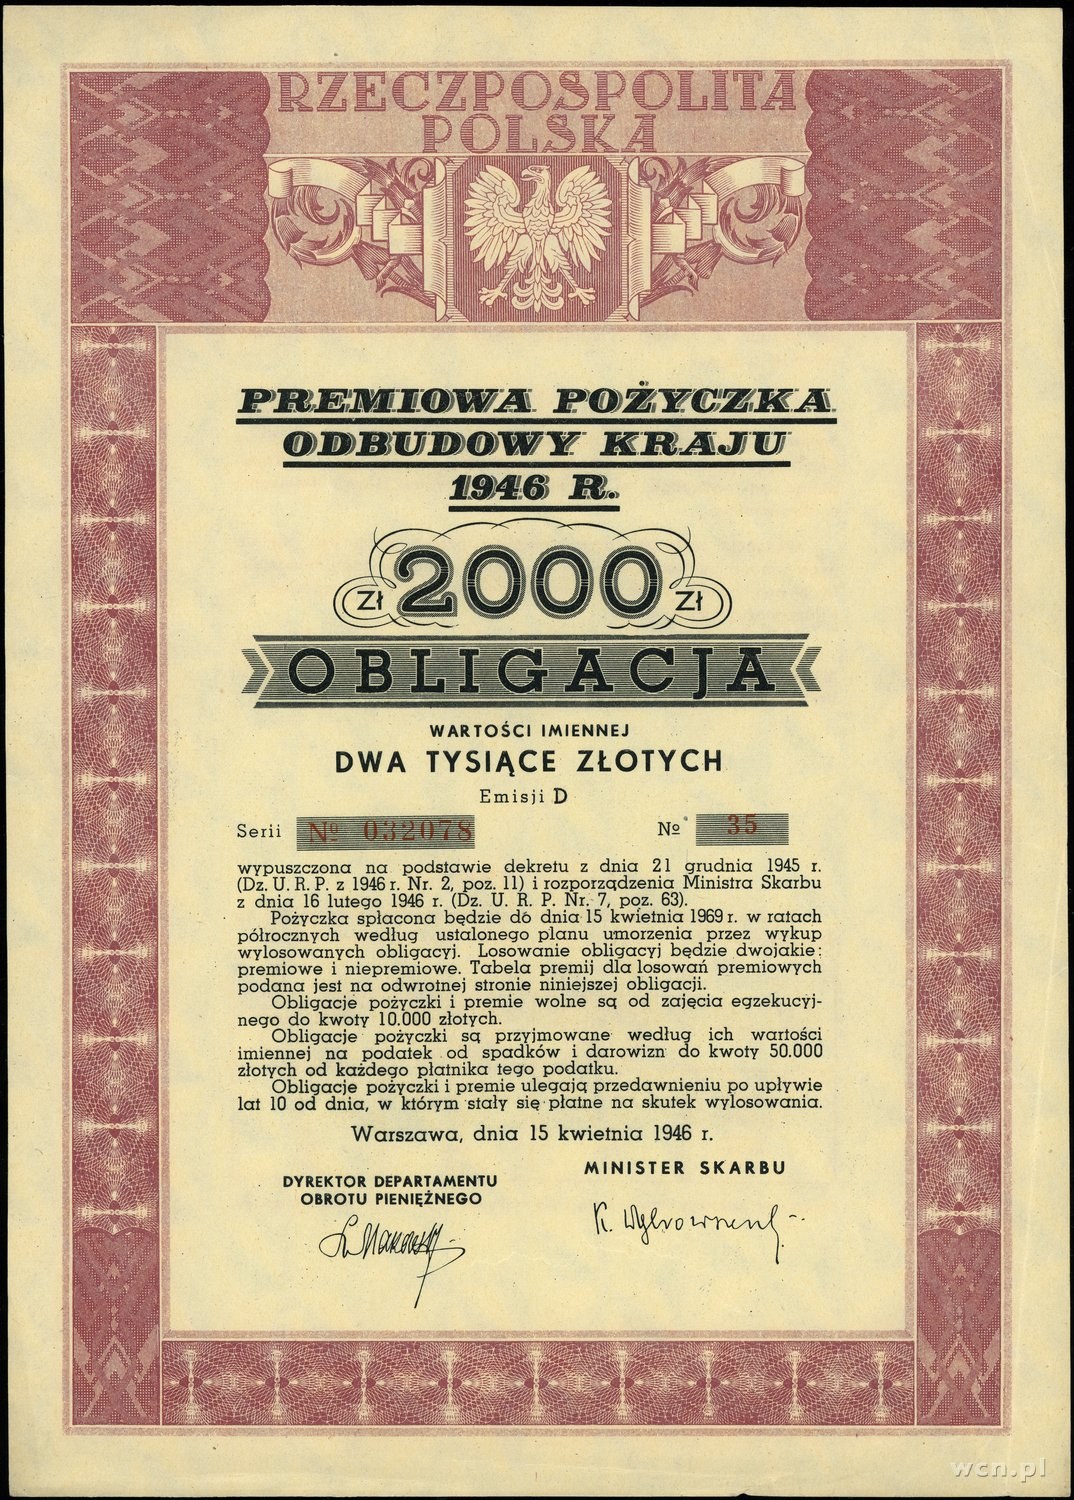 RZECZPOSPOLITA
POLSKA
PREMIOWA POŻYCZKA
ODBUDOWY KRAJU
1946 R.
ZŁ 2000 ZŁ
OBLIGACJA
WARTOŚCI IMIENNEJ
DWA TYSIĄCE ZŁOTYCH
Emisji D
Serii № 032078 № 35
wypuszczona na podstawie dekretu z dnia 21 grudnia 1945 r.
(Dz. U. R. P. z 1946 r. Nr. 2, poz. 11) i rozporządzenia Ministra Skarbu
z dnia 16 lutego 1946 r. (Dz. U. R. P. Nr. 7, poz. 63).
Pożyczka spłacona będzie do dnia 15 kwietnia 1969 r. w ratach
półrocznych według ustalonego planu umorzenia przez wykup
wylosowanych obligacyj. Losowanie obligacyj będzie dwojakie:
premiowe i niepremiowe. Tabela premij dla losowań premiowych
podana jest na odwrotnej stronie niniejszej obligacji.
Obligacje pożyczki i premie wolne są od zajęcia egzekucyj-
nego do kwoty 10.000 złotych.
Obligacje pożyczki są przyjmowane według ich wartości
imiennej na podatek od spadków i darowizn do kwoty 50.000
złotych od każdego płatnika tego podatku.
Obligacje pożyczki i premie ulegają przedawnieniu po upływie
lat 10 od dnia, w którym stały się płatne na skutek wylosowania.
Warszawa, dnia 15 kwietnia 1946 r.
DYREKTOR DEPARTAMENTU
OBROTU PIENIĘŻNEGO
MINISTER SKARBU
wcn.pl